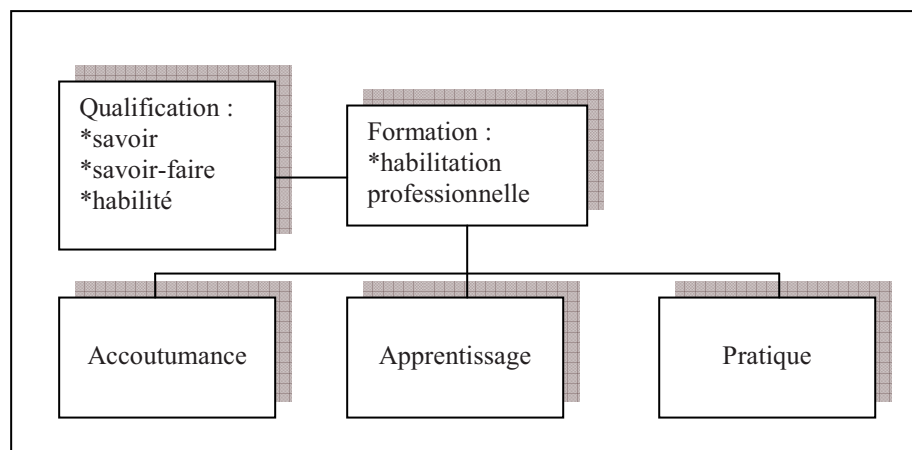 Qualification :
*savoir
*savoir-faire
*habilité
Formation :
*habilitation
professionnelle
Accoutumance
Apprentissage
Pratique